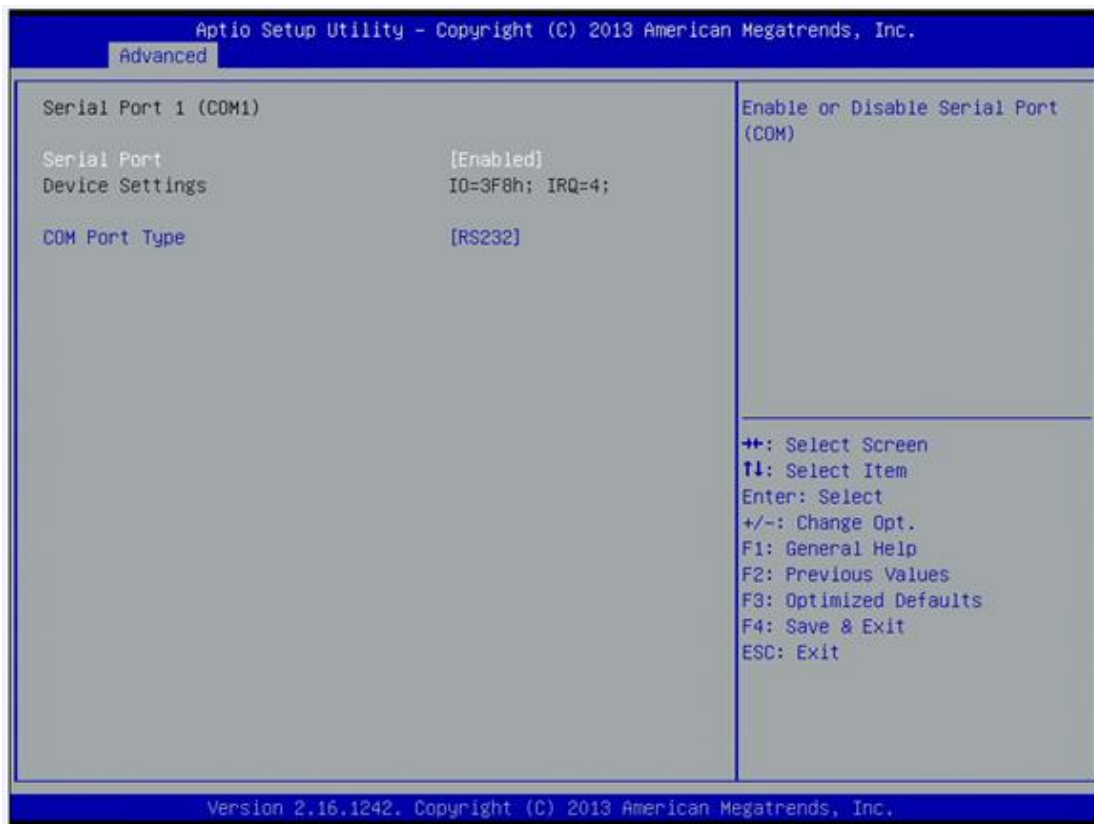 Aptio Setup Utility – Copyright (C) 2013 American Megatrends, Inc.
Advanced
Serial Port 1 (COM1)
Serial Port [Enabled]
Device Settings IO=3F8h; IRQ=4;
COM Port Type [RS232]
Enable or Disable Serial Port
(COM)
→←: Select Screen
↑↓: Select Item
Enter: Select
+/-: Change Opt.
F1: General Help
F2: Previous Values
F3: Optimized Defaults
F4: Save & Exit
ESC: Exit
Version 2.16.1242. Copyright (C) 2013 American Megatrends, Inc.